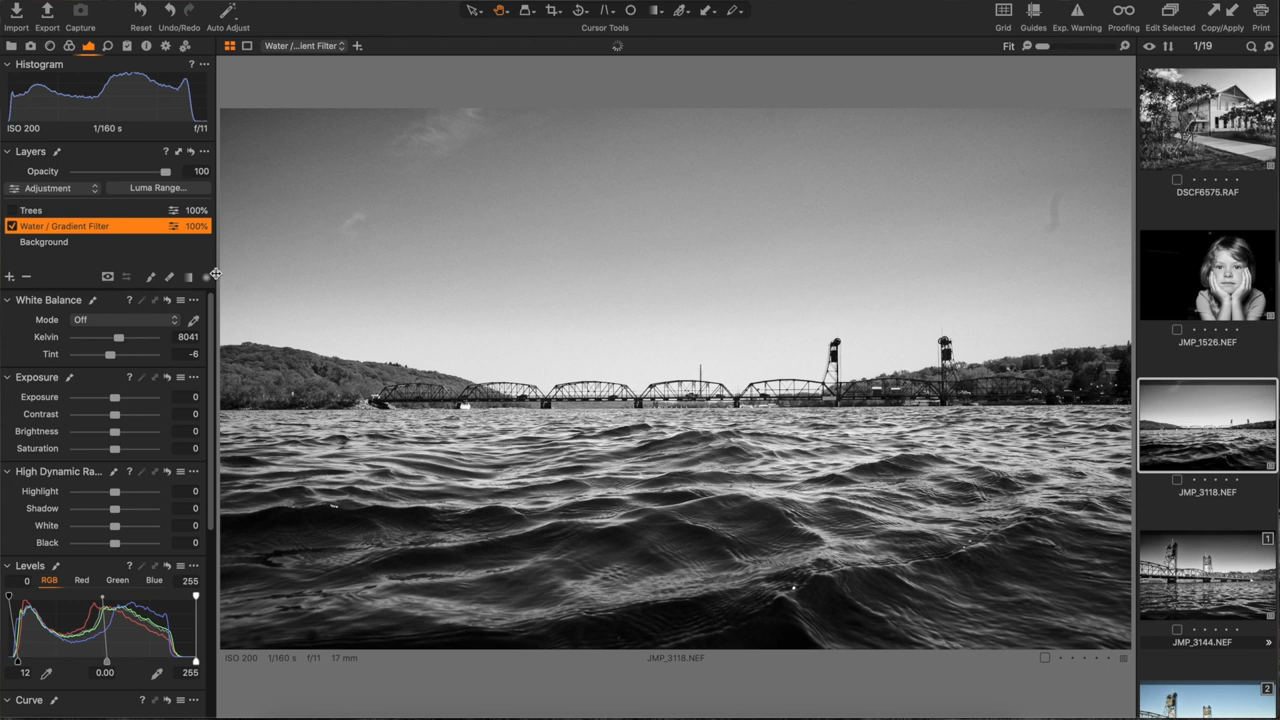 Import Export Capture Reset Undo/Redo Auto Adjust Cursor Tools Grid Guides Exp. Warning Proofing Edit Selected Copy/Apply Print
Water /...ient Filter Fit 1/19
Histogram ?
ISO 200 1/160 s f/11
Layers ?
Opacity 100
Adjustment Luma Range...
Trees 100%
Water / Gradient Filter 100%
Background
White Balance ?
Mode Off
Kelvin 8041
Tint -6
Exposure ?
Exposure 0
Contrast 0
Brightness 0
Saturation 0
High Dynamic Ra... ?
Highlight 0
Shadow 0
White 0
Black 0
Levels ?
0 RGB Red Green Blue 255
12 0.00 255
Curve ?
ISO 200 1/160 s f/11 17 mm JMP_3118.NEF
DSCF6575.RAF
JMP_1526.NEF
JMP_3118.NEF
1
JMP_3144.NEF
2